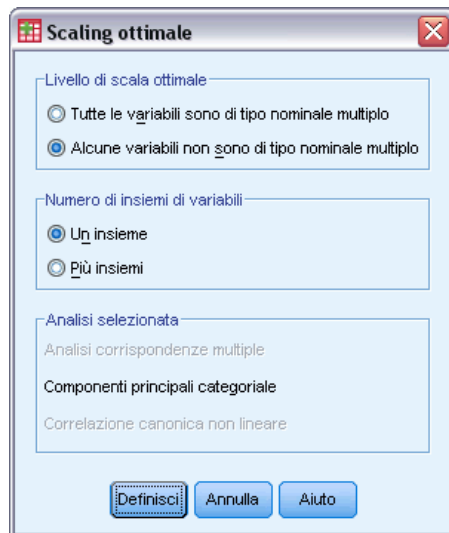 Scaling ottimale
Livello di scala ottimale
Tutte le variabili sono di tipo nominale multiplo
Alcune variabili non sono di tipo nominale multiplo
Numero di insiemi di variabili
Un insieme
Più insiemi
Analisi selezionata
Analisi corrispondenze multiple
Componenti principali categoriale
Correlazione canonica non lineare
Definisci Annulla Aiuto